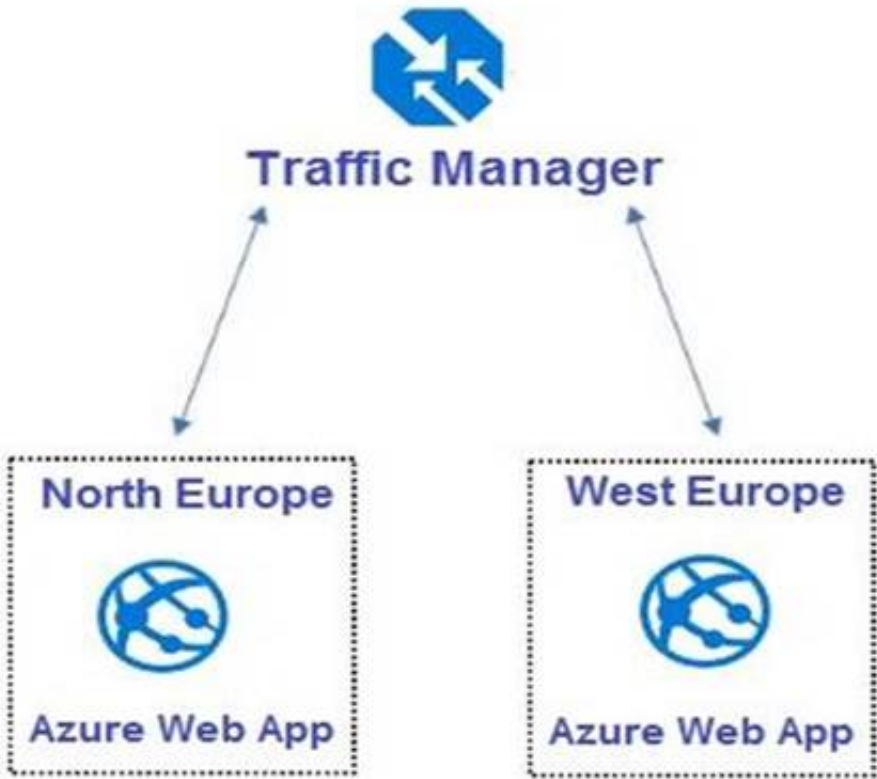 Traffic Manager
North Europe
Azure Web App
West Europe
Azure Web App